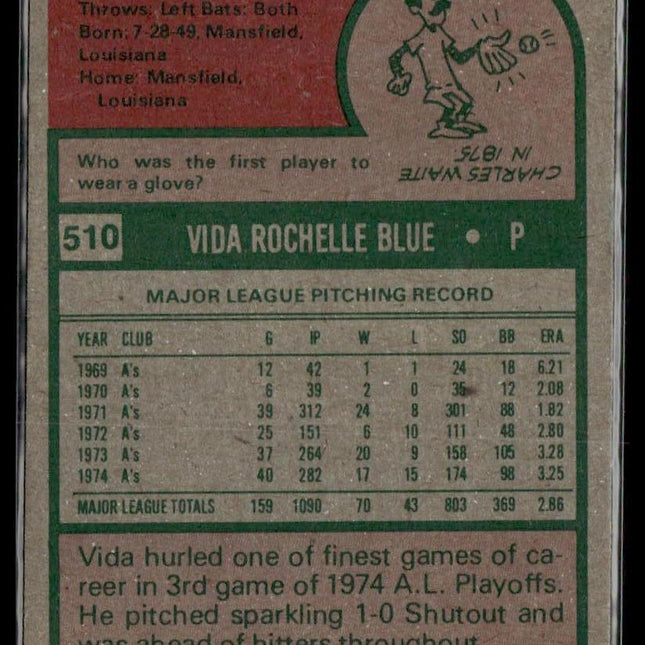 Throws: Left Bats: Both
Born: 7-28-49, Mansfield,
Louisiana
Home: Mansfield,
Louisiana
Who was the first player to
wear a glove?
CHARLES WAITE
IN 1875
510 VIDA ROCHELLE BLUE • P
MAJOR LEAGUE PITCHING RECORD
YEAR CLUB G IP W L SO BB ERA
1969 A's 12 42 1 1 24 18 6.21
1970 A's 6 39 2 0 35 12 2.08
1971 A's 39 312 24 8 301 88 1.82
1972 A's 25 151 6 10 111 48 2.80
1973 A's 37 264 20 9 158 105 3.28
1974 A's 40 282 17 15 174 98 3.25
MAJOR LEAGUE TOTALS 159 1090 70 43 803 369 2.86
Vida hurled one of finest games of ca-
reer in 3rd game of 1974 A.L. Playoffs.
He pitched sparkling 1-0 Shutout and
was ahead of hitters throughout.